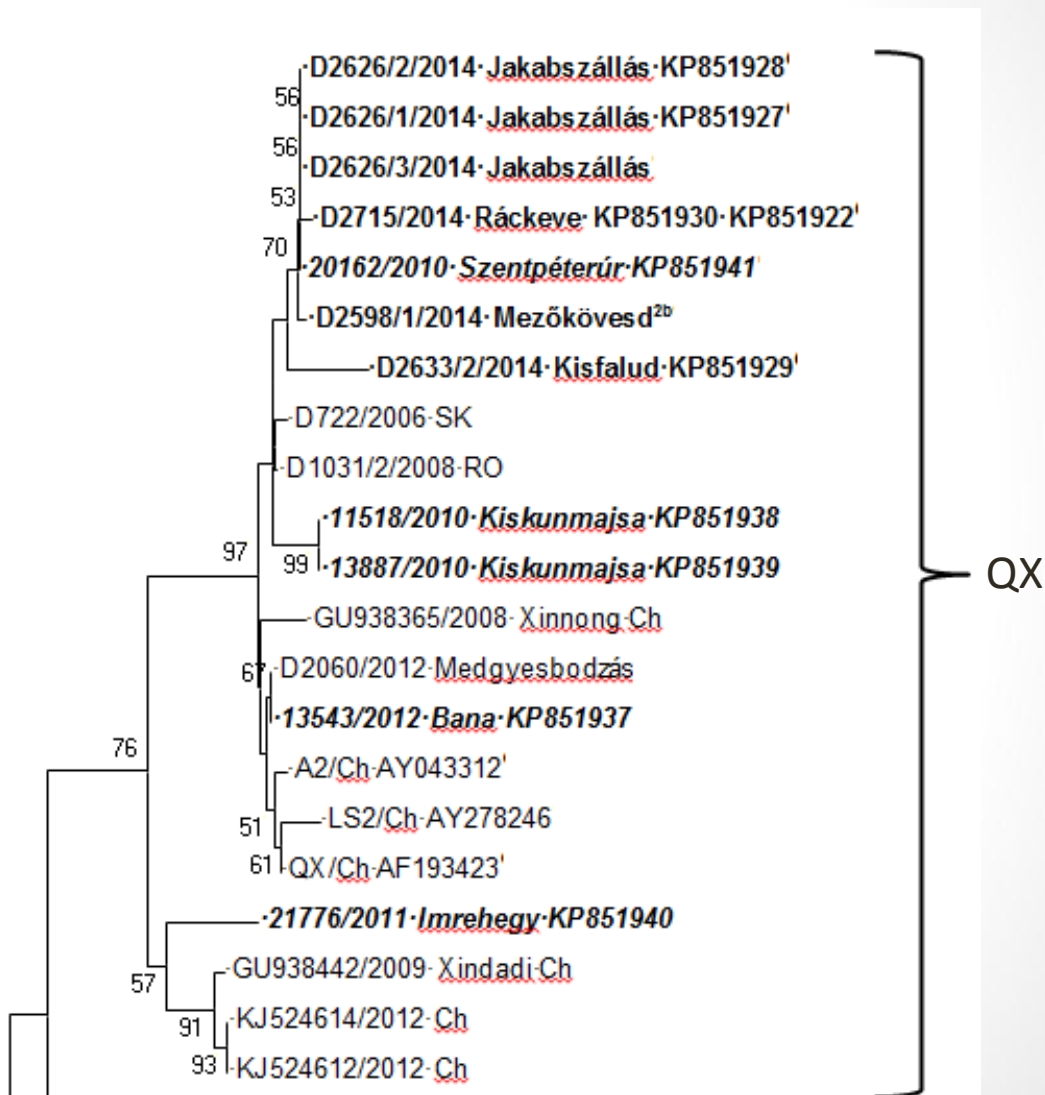 ·D2626/2/2014·Jakabszállás·KP851928
56
·D2626/1/2014·Jakabszállás·KP851927
56
·D2626/3/2014·Jakabszállás
53
·D2715/2014·Ráckeve·KP851930·KP851922
70
·20162/2010·Szentpéterúr·KP851941
·D2598/1/2014·Mezőkövesd²ᵇ
·D2633/2/2014·Kisfalud·KP851929
·D722/2006·SK
·D1031/2/2008·RO
·11518/2010·Kiskunmajsa·KP851938
97
99
·13887/2010·Kiskunmajsa·KP851939
QX
·GU938365/2008·Xinnong·Ch
67
·D2060/2012·Medgyesbodzás
·13543/2012·Bana·KP851937
76
·A2/Ch·AY043312
51
·LS2/Ch·AY278246
61
·QX/Ch·AF193423
·21776/2011·Imrehegy·KP851940
57
·GU938442/2009·Xindadi·Ch
91
·KJ524614/2012·Ch
93
·KJ524612/2012·Ch